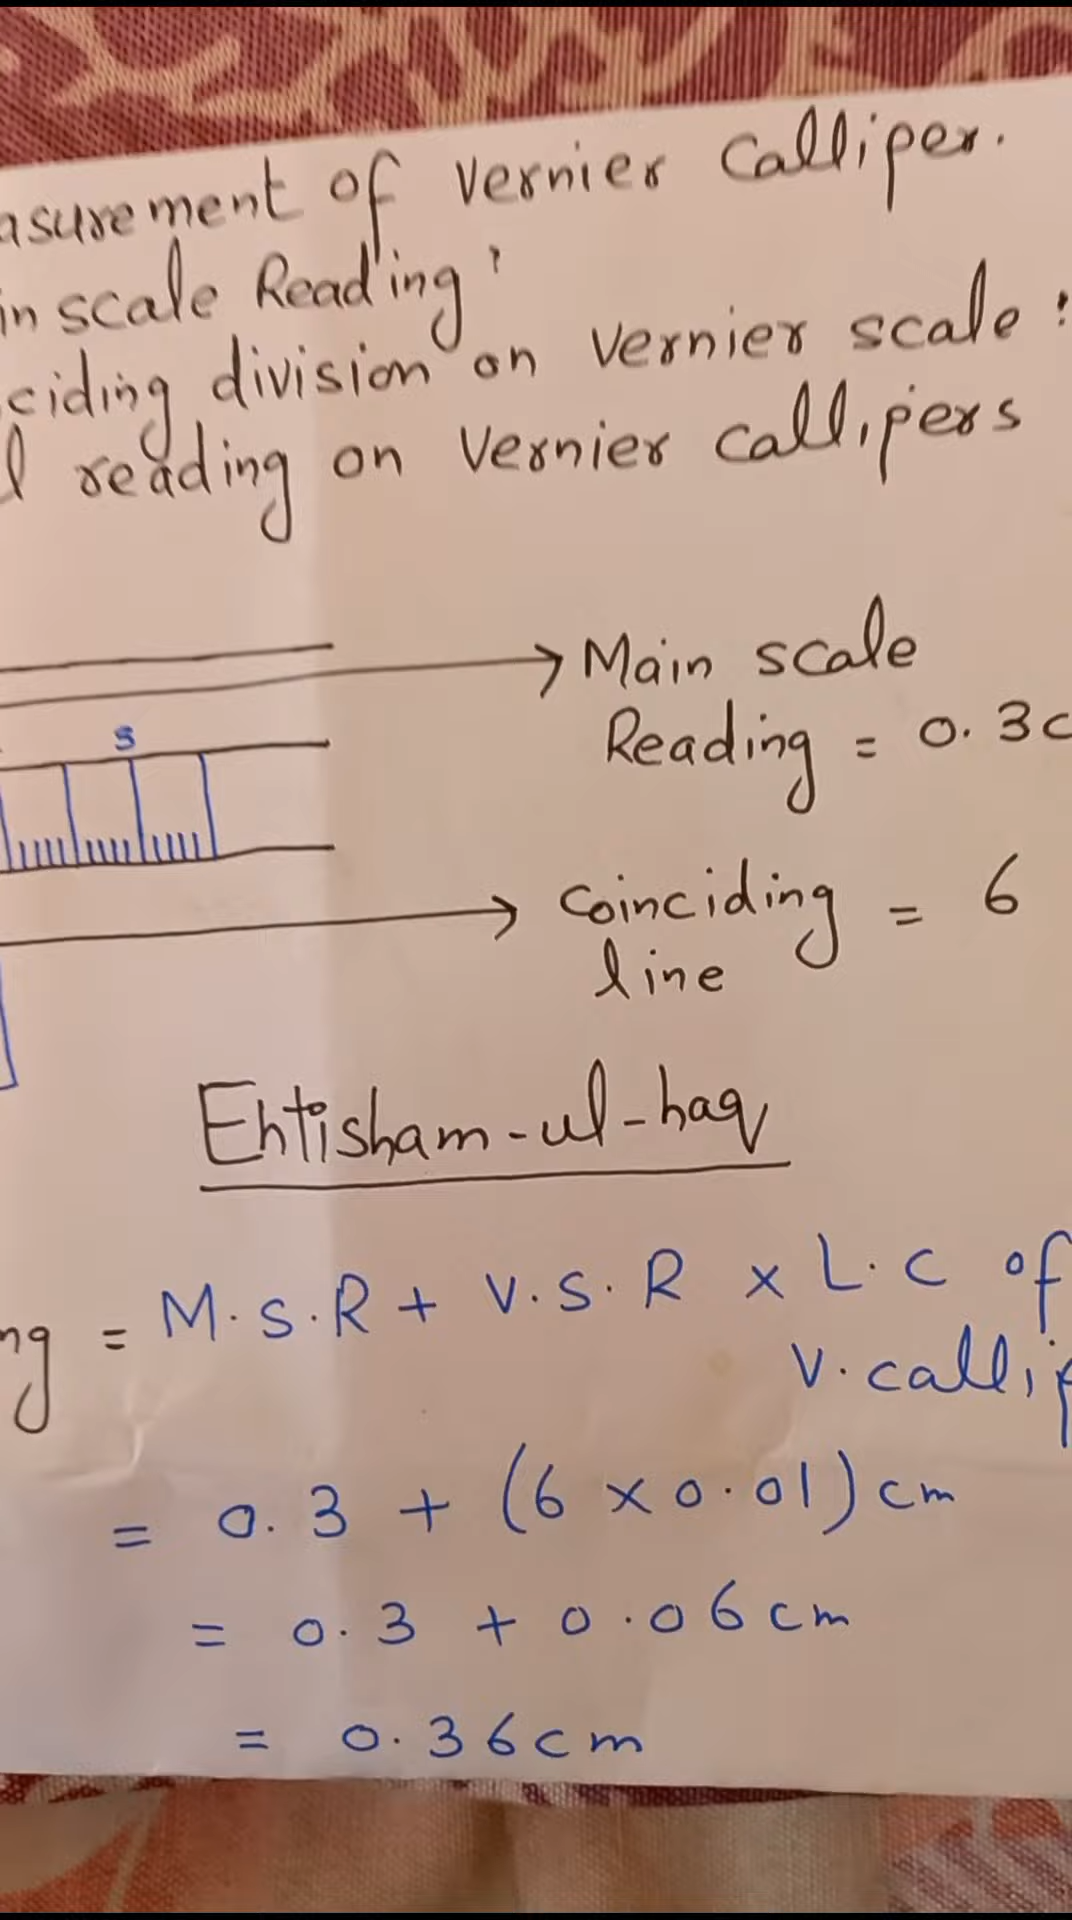 asurement of Vernier Calliper.
in scale Reading:
ciding division on Vernier scale:
l reading on Vernier Callipers
Main scale
Reading = 0.3c
5
Coinciding = 6
line
Ehtisham-ul-haq
ng = M.S.R + V.S.R x L.C of
V.callip
= 0.3 + (6 x 0.01) cm
= 0.3 + 0.06 cm
= 0.36 cm